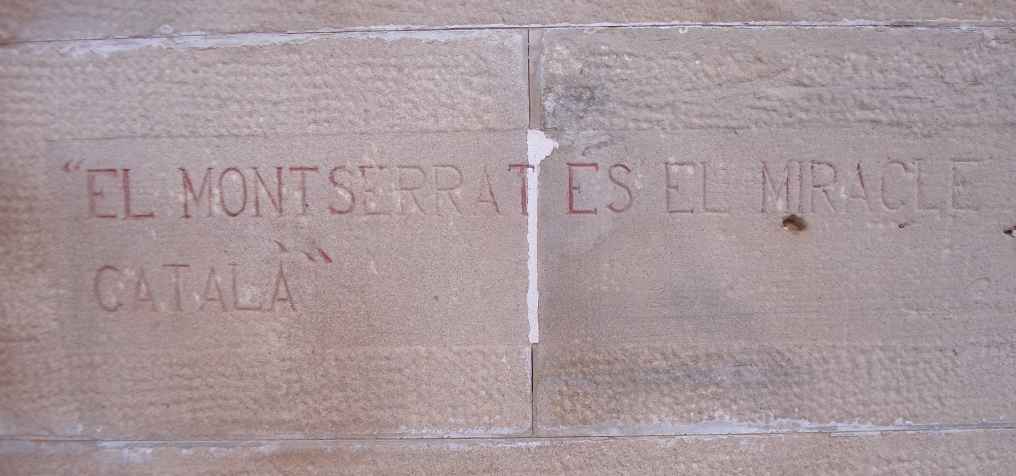 “EL MONTSERRAT ES EL MIRACLE
CATALÀ“